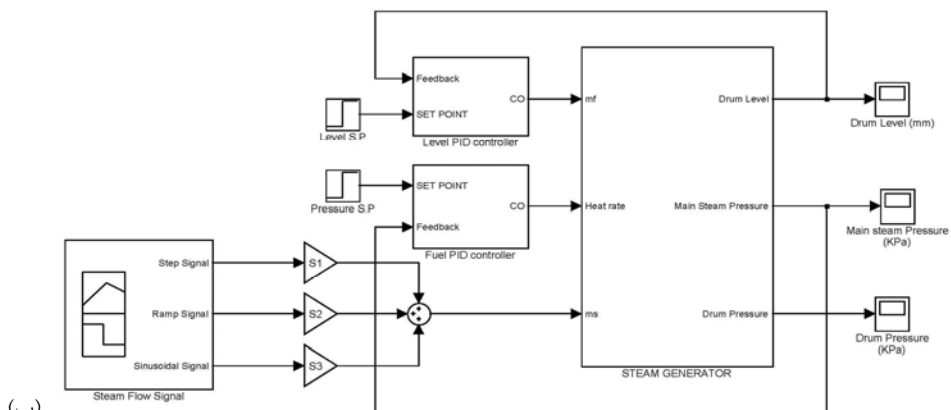 Feedback
CO
SET POINT
Level S.P
Level PID controller
SET POINT
CO
Pressure S.P
Feedback
Fuel PID controller
mf
Drum Level
Heat rate
Main Steam Pressure
ms
Drum Pressure
STEAM GENERATOR
Drum Level (mm)
Main steam Pressure
(KPa)
Drum Pressure
(KPa)
Step Signal
S1
Ramp Signal
S2
Sinusoidal Signal
S3
Steam Flow Signal